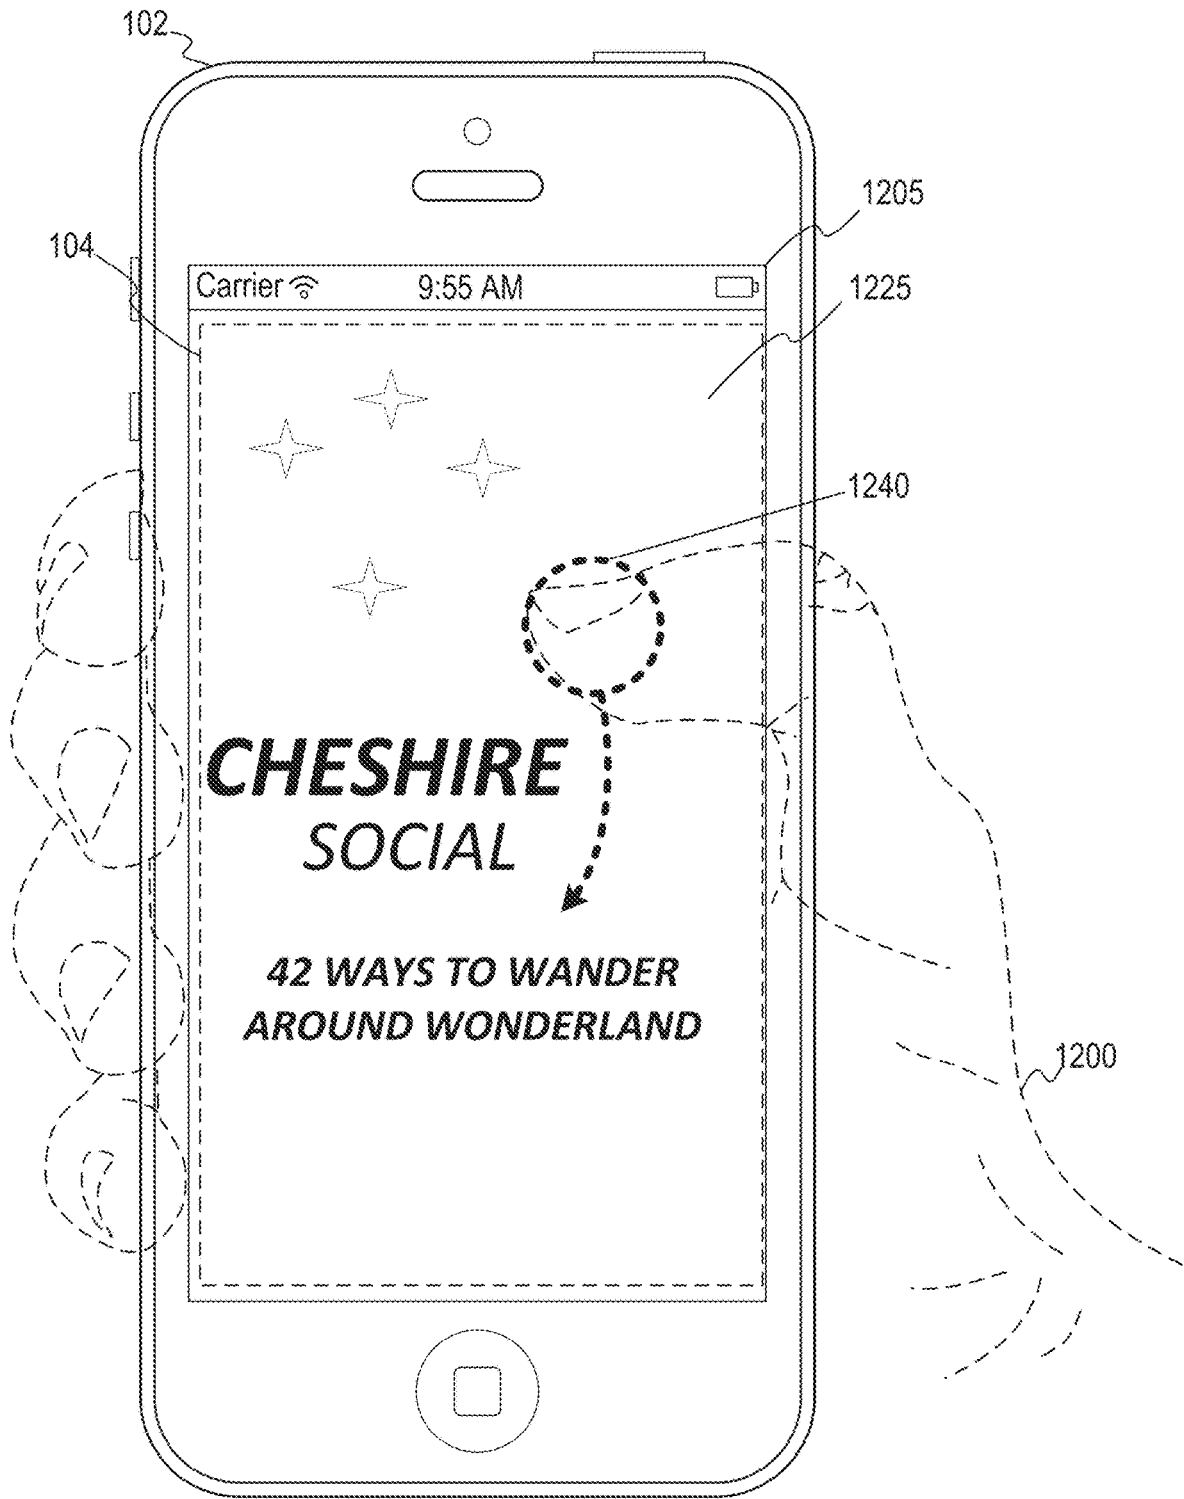 102
1205
104
Carrier 9:55 AM
1225
1240
CHESHIRE
SOCIAL
42 WAYS TO WANDER
AROUND WONDERLAND
1200